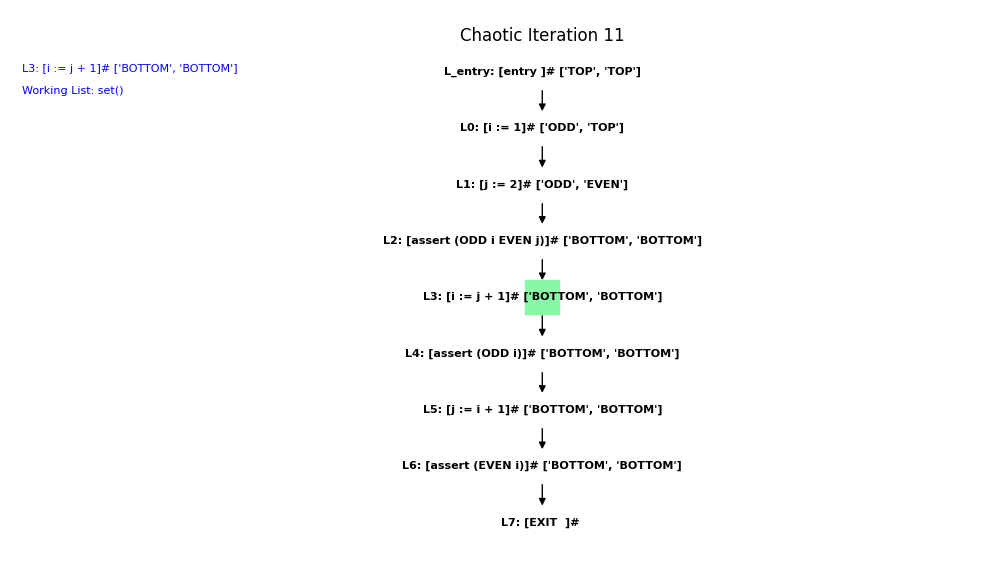 Chaotic Iteration 11
L3: [i := j + 1]# ['BOTTOM', 'BOTTOM']
Working List: set()
L_entry: [entry ]# ['TOP', 'TOP']
L0: [i := 1]# ['ODD', 'TOP']
L1: [j := 2]# ['ODD', 'EVEN']
L2: [assert (ODD i EVEN j)]# ['BOTTOM', 'BOTTOM']
L3: [i := j + 1]# ['BOTTOM', 'BOTTOM']
L4: [assert (ODD i)]# ['BOTTOM', 'BOTTOM']
L5: [j := i + 1]# ['BOTTOM', 'BOTTOM']
L6: [assert (EVEN i)]# ['BOTTOM', 'BOTTOM']
L7: [EXIT  ]#